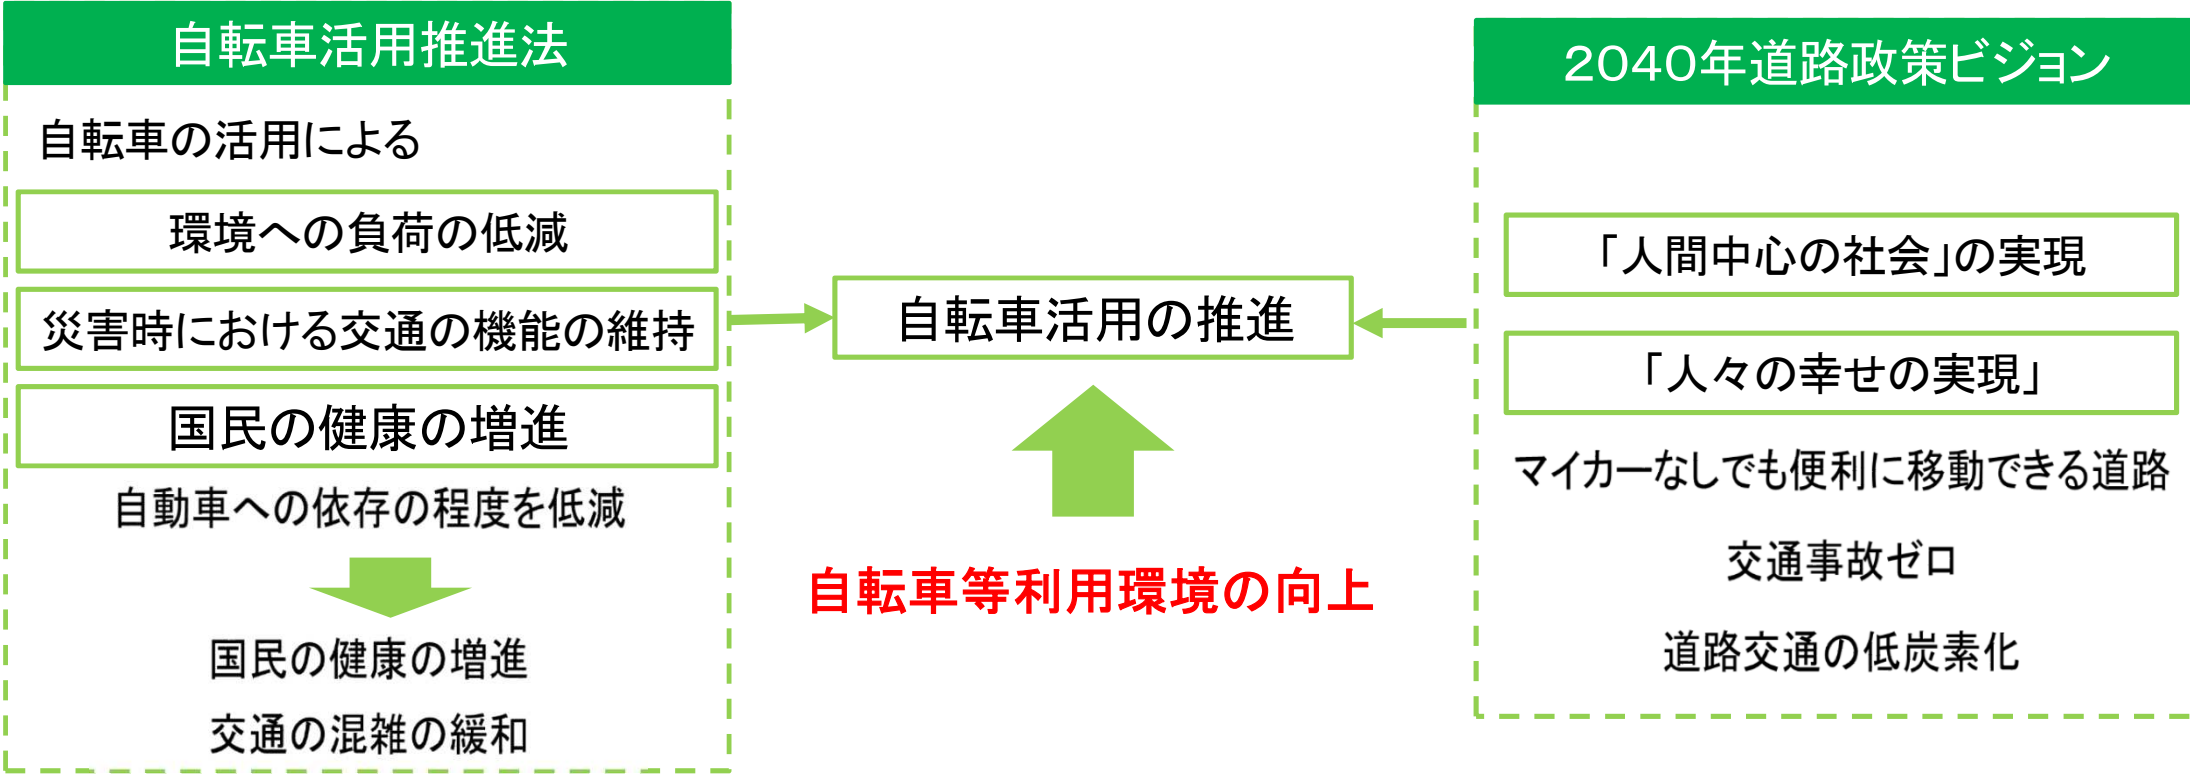 自転車活用推進法
自転車の活用による
環境への負荷の低減
災害時における交通の機能の維持
国民の健康の増進
自動車への依存の程度を低減
国民の健康の増進
交通の混雑の緩和
自転車活用の推進
自転車等利用環境の向上
2040年道路政策ビジョン
「人間中心の社会」の実現
「人々の幸せの実現」
マイカーなしでも便利に移動できる道路
交通事故ゼロ
道路交通の低炭素化